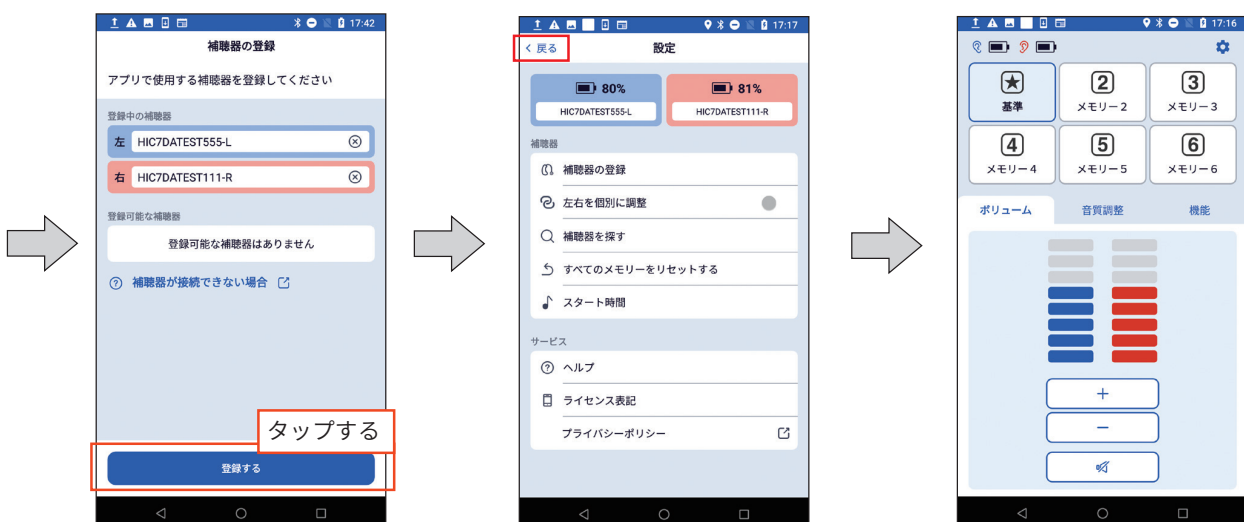 17:42
補聴器の登録
アプリで使用する補聴器を登録してください
登録中の補聴器
左 HIC7DATEST555-L
右 HIC7DATEST111-R
登録可能な補聴器
登録可能な補聴器はありません
補聴器が接続できない場合
タップする
登録する
17:17
戻る 設定
80% 81%
HIC7DATEST555-L HIC7DATEST111-R
補聴器
補聴器の登録
左右を個別に調整
補聴器を探す
すべてのメモリーをリセットする
スタート時間
サービス
ヘルプ
ライセンス表記
プライバシーポリシー
17:16
2 3
基準 メモリー2 メモリー3
4 5 6
メモリー4 メモリー5 メモリー6
ボリューム 音質調整 機能
+
−